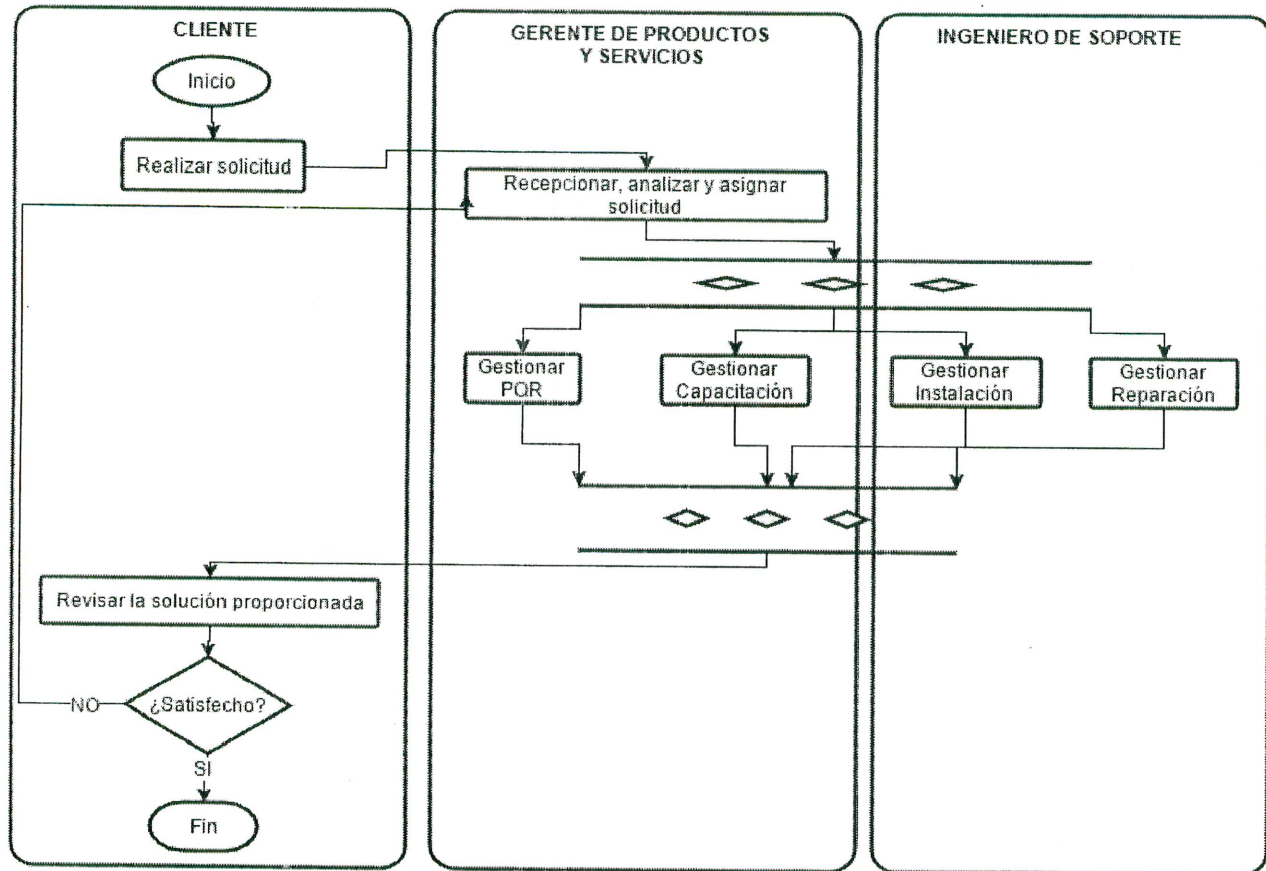 CLIENTE
GERENTE DE PRODUCTOS
Y SERVICIOS
INGENIERO DE SOPORTE
Inicio
Realizar solicitud
Recepcionar, analizar y asignar
solicitud
Gestionar
PQR
Gestionar
Capacitación
Gestionar
Instalación
Gestionar
Reparación
Revisar la solución proporcionada
¿Satisfecho?
NO
SI
Fin